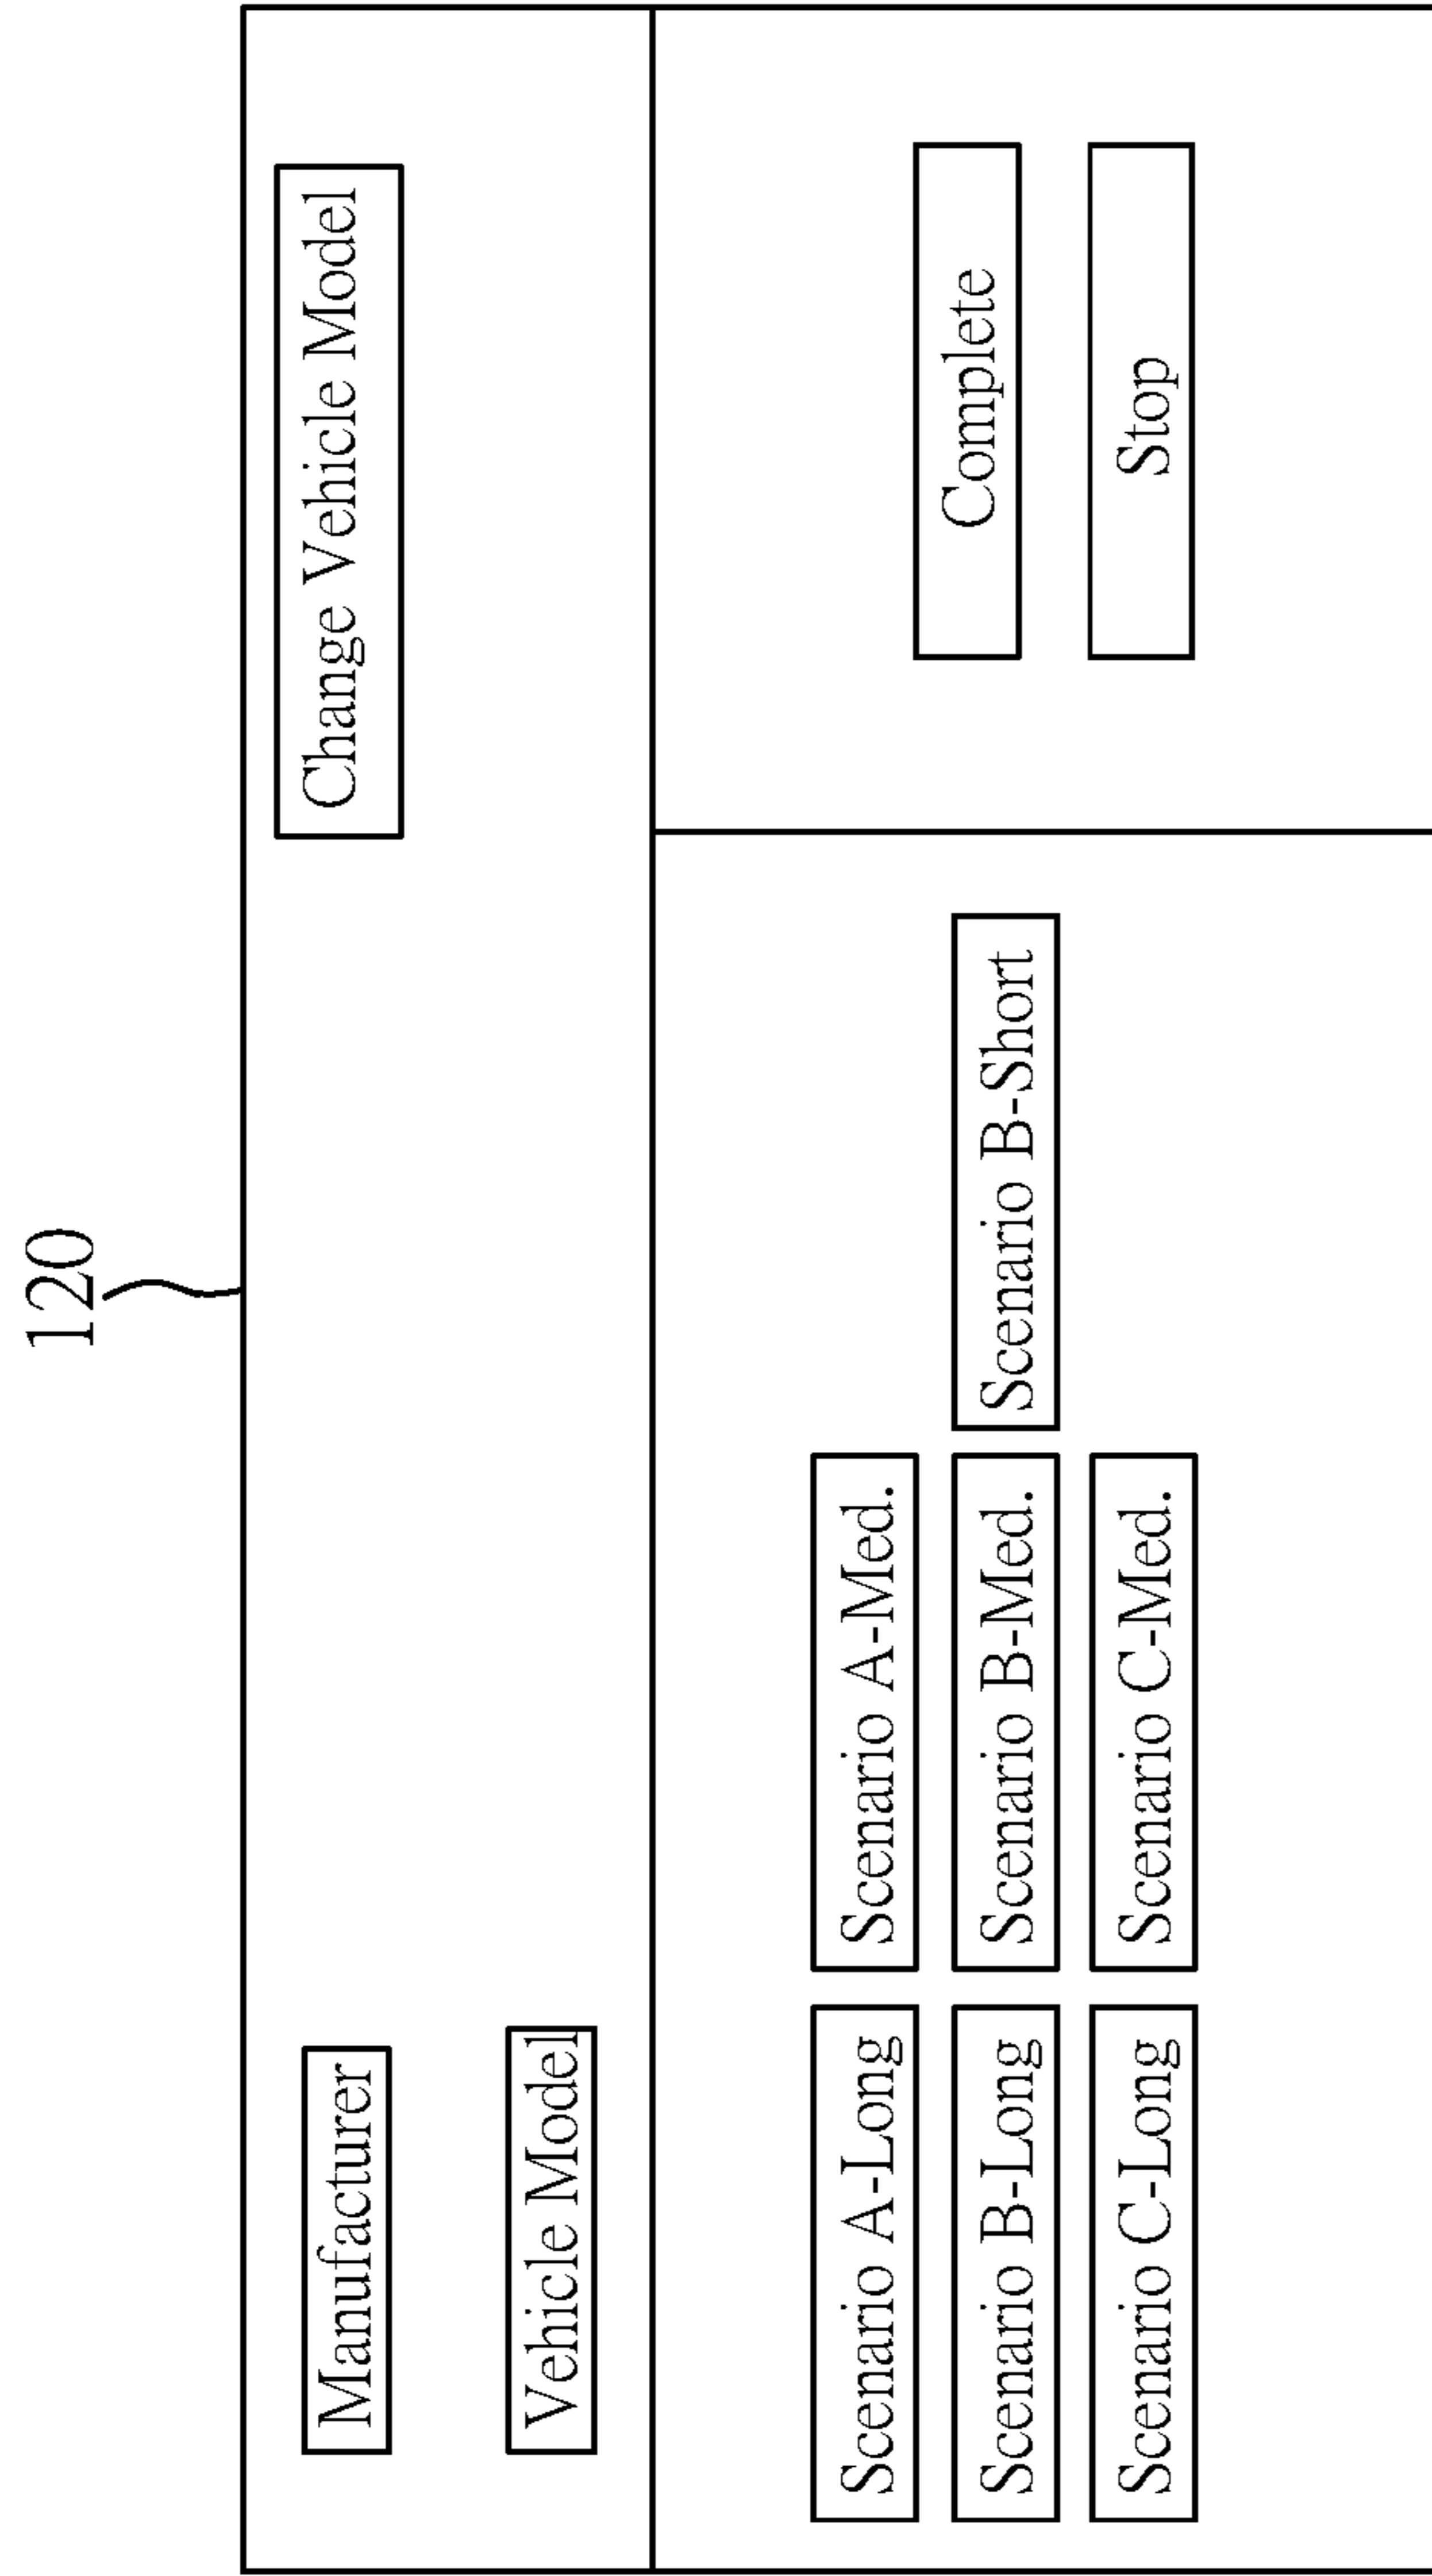 120
Manufacturer
Change Vehicle Model
Vehicle Model
Scenario A-Long
Scenario A-Med.
Scenario B-Long
Scenario B-Med.
Scenario B-Short
Scenario C-Long
Scenario C-Med.
Complete
Stop